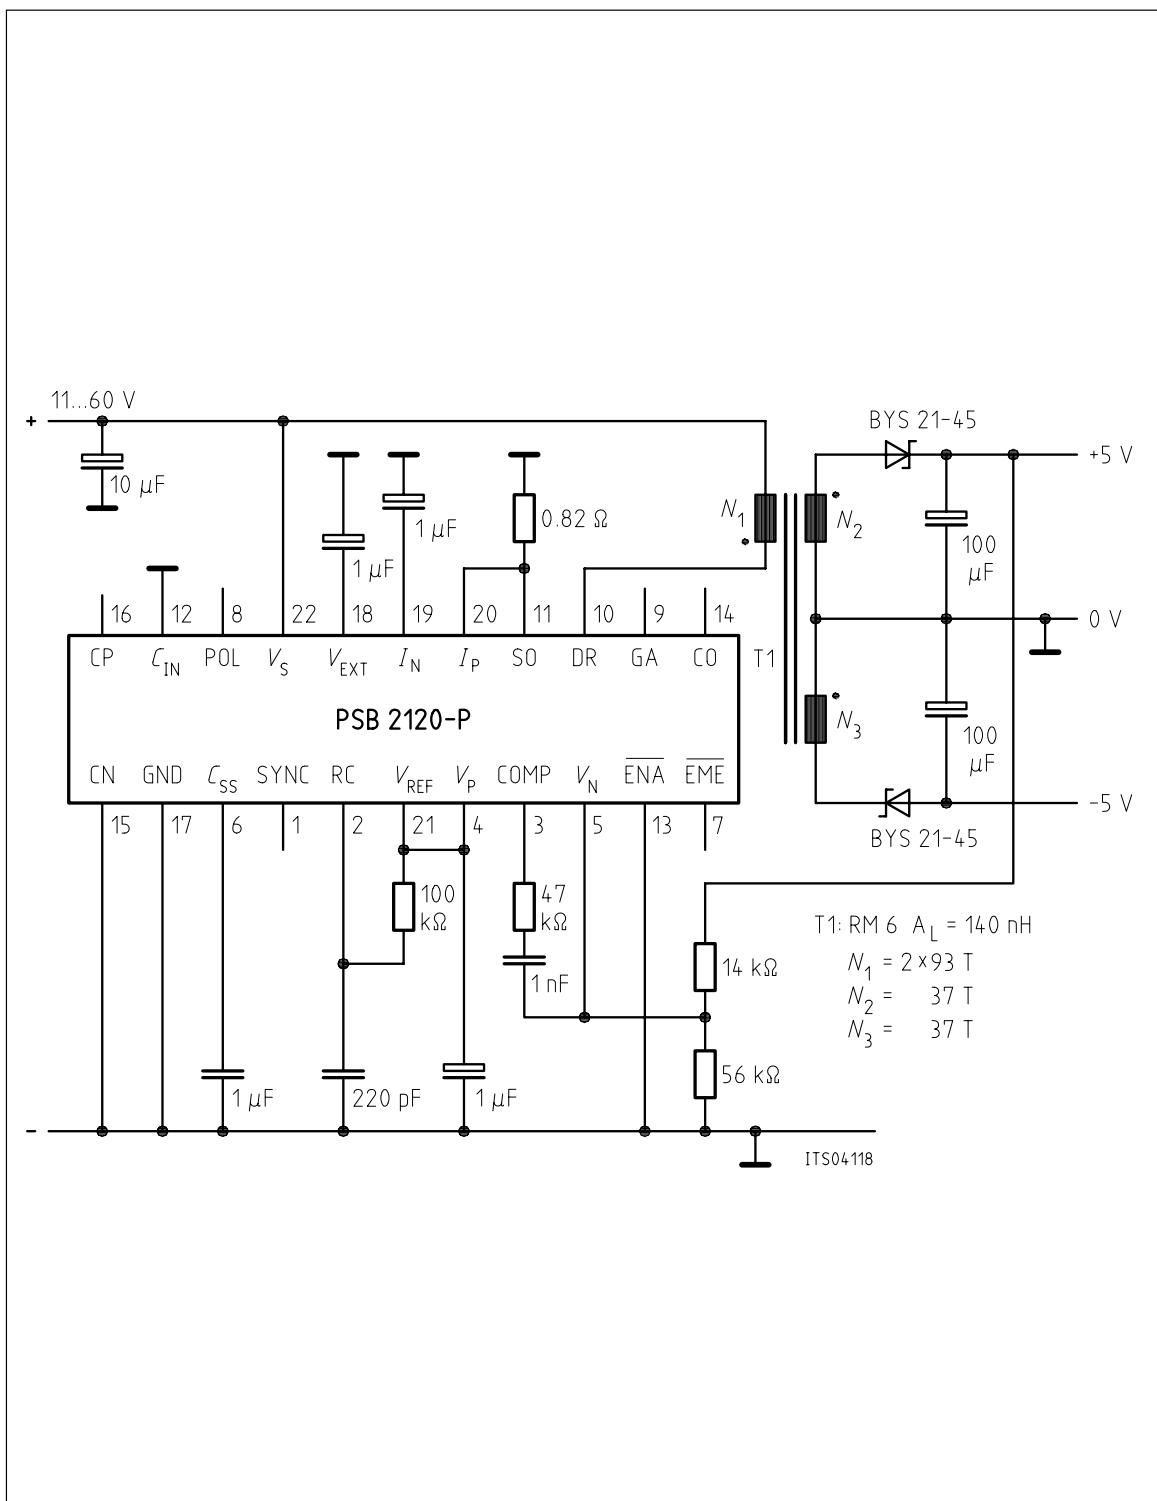 11...60 V
BYS 21-45
+
+5 V
10 µF
1 µF
1 µF
0.82 Ω
N1
N2
100
µF
16 12 8 22 18 19 20 11 10 9 14
0 V
CP CIN POL VS VEXT IN IP SO DR GA CO
T1
PSB 2120-P
N3
100
µF
CN GND CSS SYNC RC VREF VP COMP VN ENA EME
-5 V
15 17 6 1 2 21 4 3 5 13 7
BYS 21-45
100
kΩ
47
kΩ
1 nF
14 kΩ
T1: RM 6 AL = 140 nH
N1 = 2×93 T
N2 = 37 T
N3 = 37 T
1 µF
220 pF
1 µF
56 kΩ
-
ITS04118